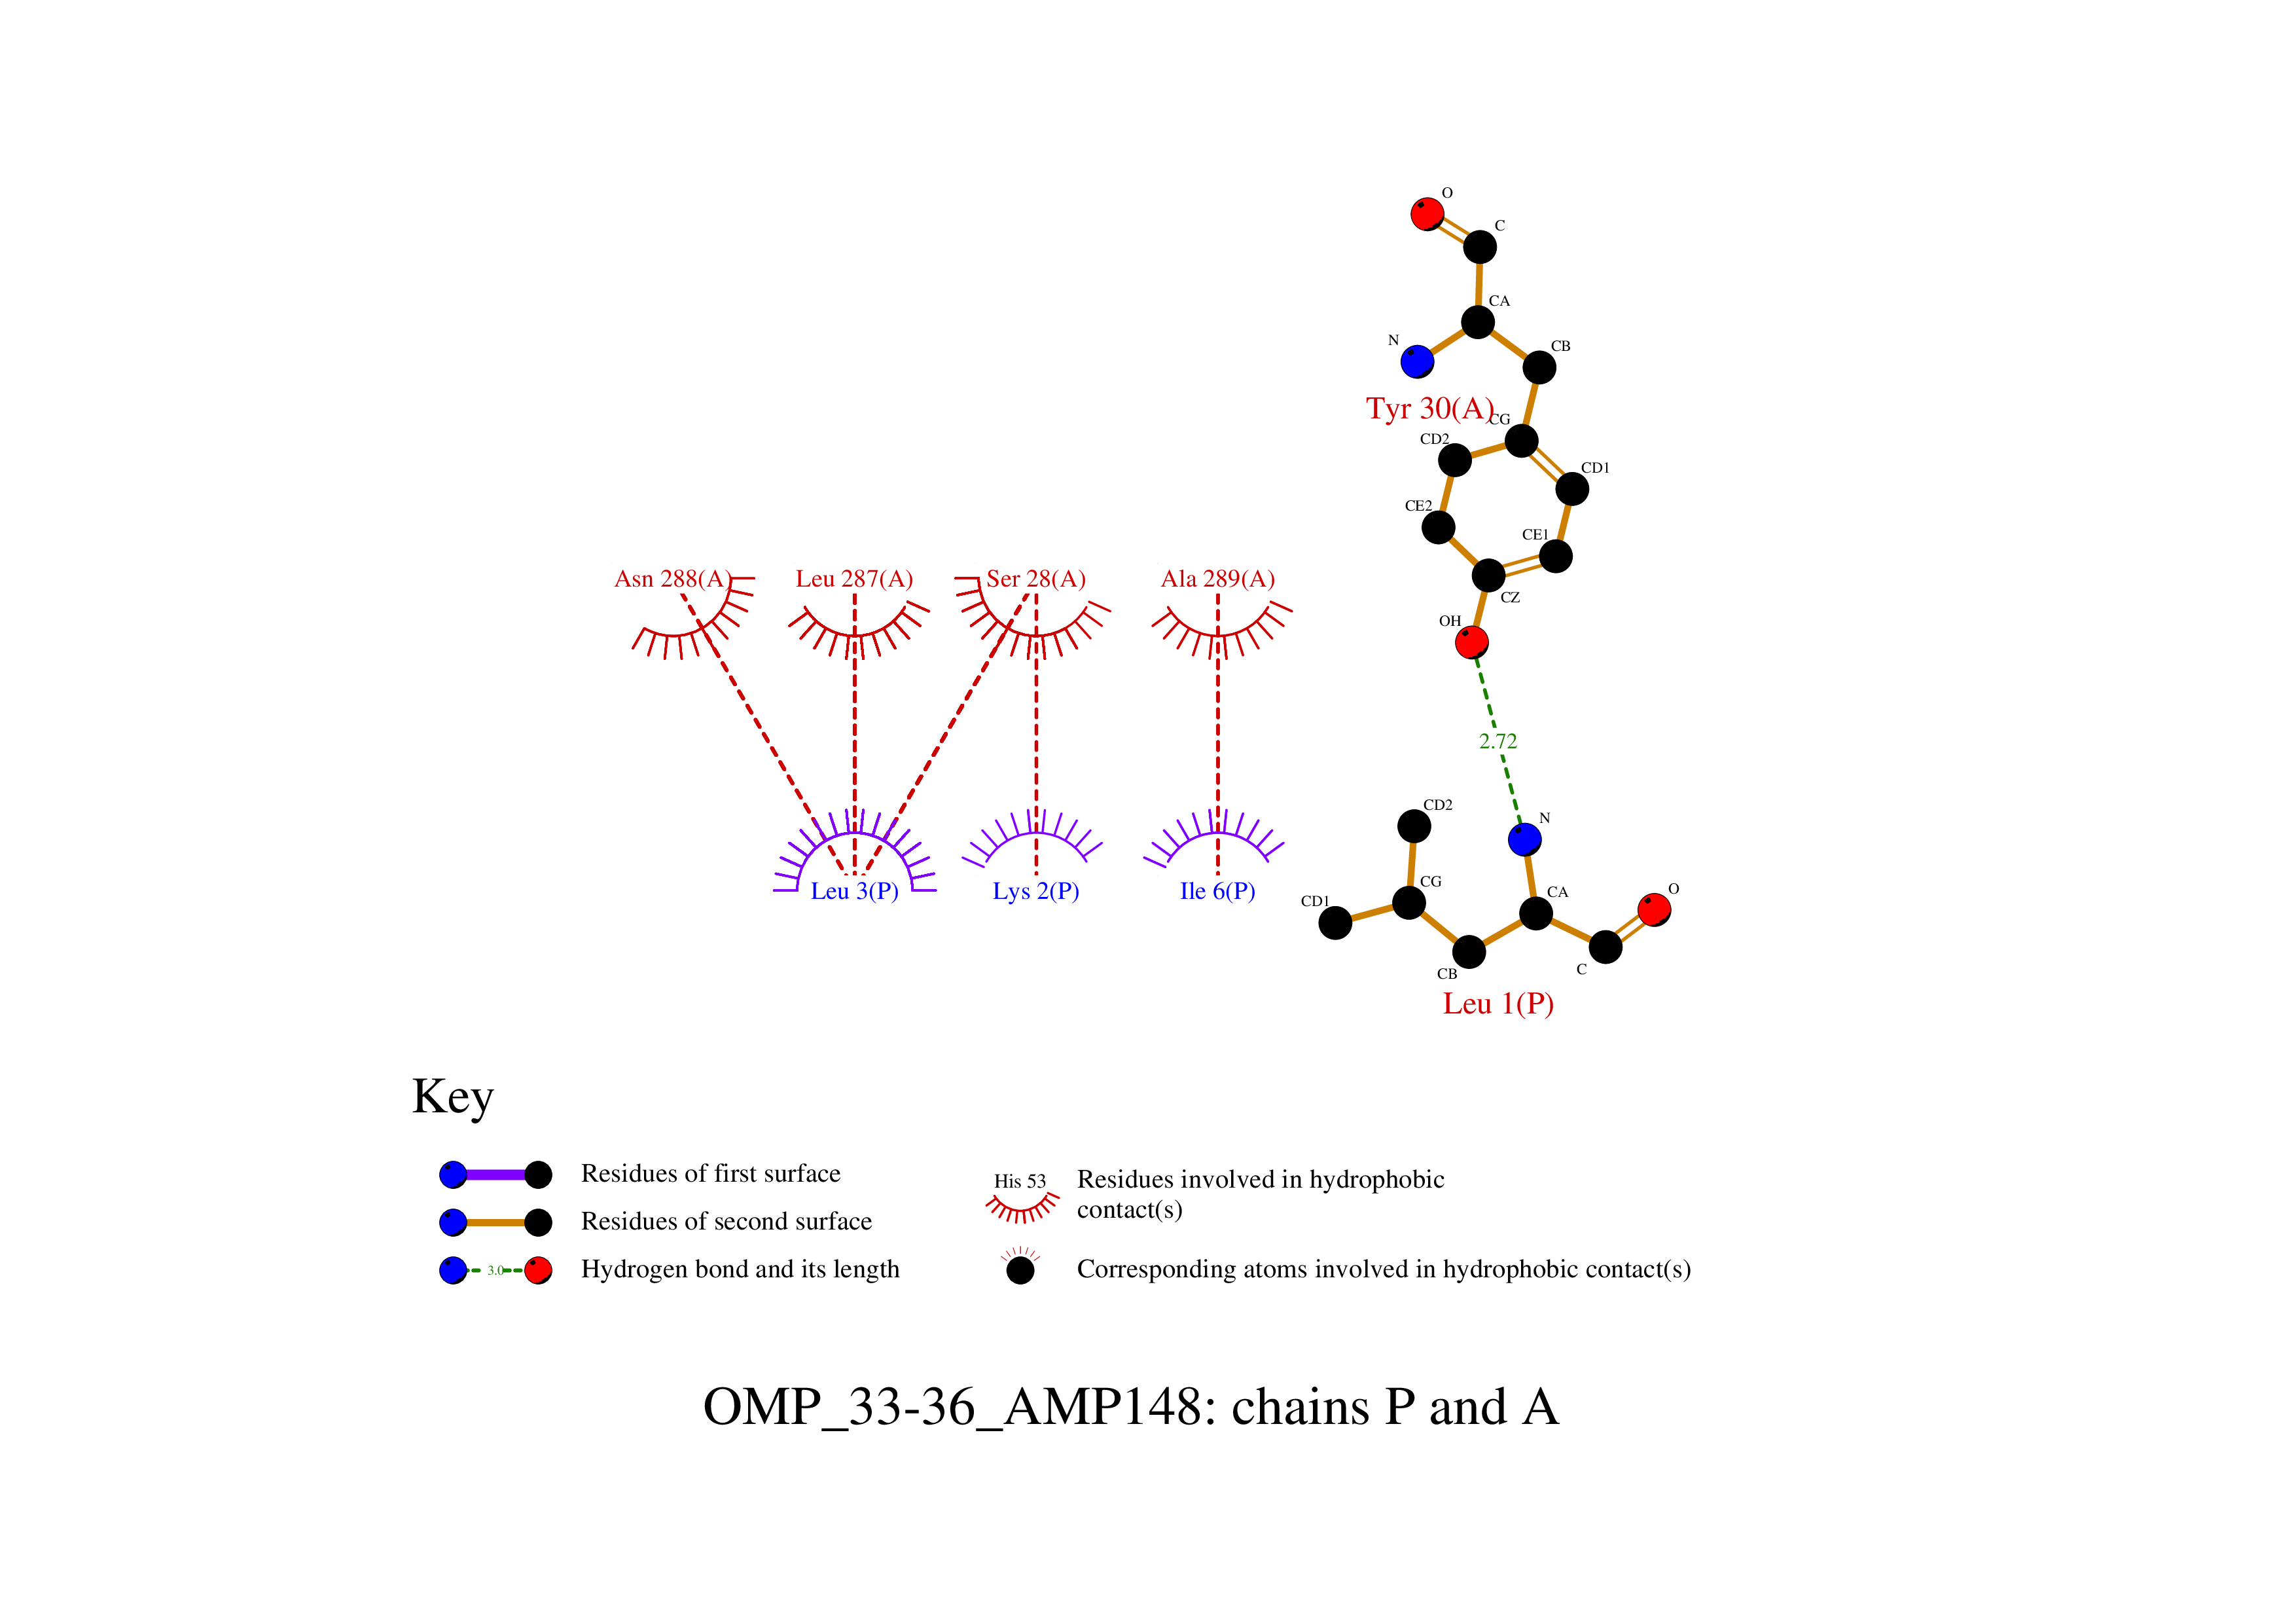 O
C
CA
N
CB
Tyr 30(A)
CG
CD2
CD1
CE2
CE1
Asn 288(A)
Leu 287(A)
Ser 28(A)
Ala 289(A)
CZ
OH
2.72
CD2
N
CG
CA
O
Leu 3(P)
Lys 2(P)
Ile 6(P)
CD1
CB
C
Leu 1(P)
Key
Residues of first surface
Residues of second surface
3.0
Hydrogen bond and its length
His 53
Residues involved in hydrophobic
contact(s)
Corresponding atoms involved in hydrophobic contact(s)
OMP_33-36_AMP148: chains P and A